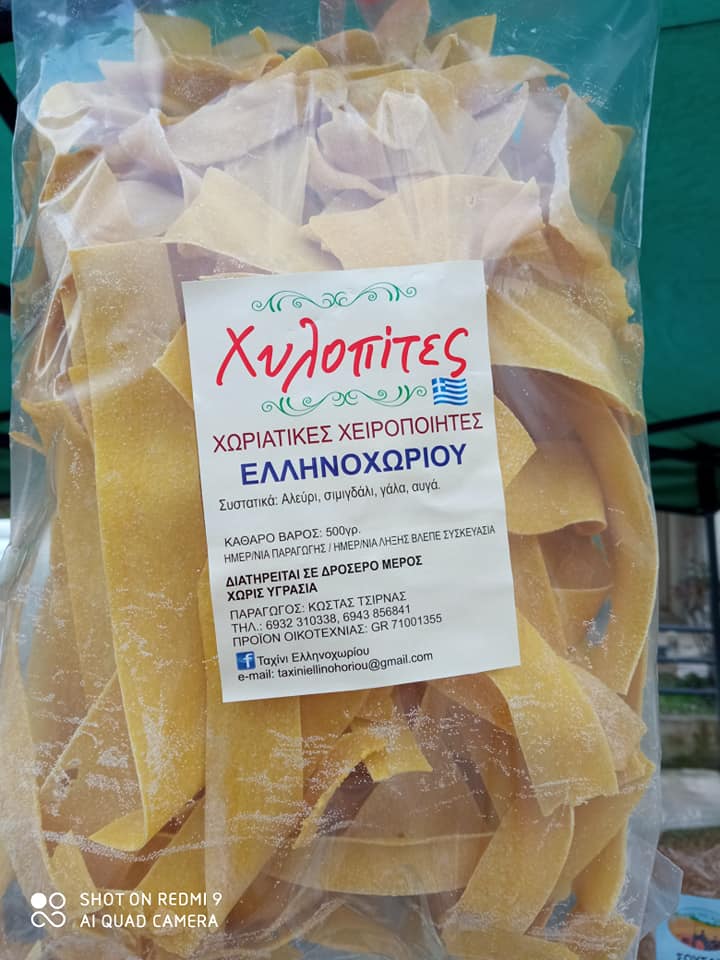 Χυλοπίτες
ΧΩΡΙΑΤΙΚΕΣ ΧΕΙΡΟΠΟΙΗΤΕΣ
ΕΛΛΗΝΟΧΩΡΙΟΥ
Συστατικά: Αλεύρι, σιμιγδάλι, γάλα, αυγά.
ΚΑΘΑΡΟ ΒΑΡΟΣ: 500γρ.
ΗΜΕΡ/ΝΙΑ ΠΑΡΑΓΩΓΗΣ / ΗΜΕΡ/ΝΙΑ ΛΗΞΗΣ ΒΛΕΠΕ ΣΥΣΚΕΥΑΣΙΑ
ΔΙΑΤΗΡΕΙΤΑΙ ΣΕ ΔΡΟΣΕΡΟ ΜΕΡΟΣ
ΧΩΡΙΣ ΥΓΡΑΣΙΑ
ΠΑΡΑΓΩΓΟΣ: ΚΩΣΤΑΣ ΤΣΙΡΝΑΣ
ΤΗΛ.: 6932 310338, 6943 856841
ΠΡΟΪΟΝ ΟΙΚΟΤΕΧΝΙΑΣ: GR 71001355
f Ταχίνι Ελληνοχωρίου
e-mail: taxiniellinohoriou@gmail.com
SHOT ON REDMI 9
AI QUAD CAMERA